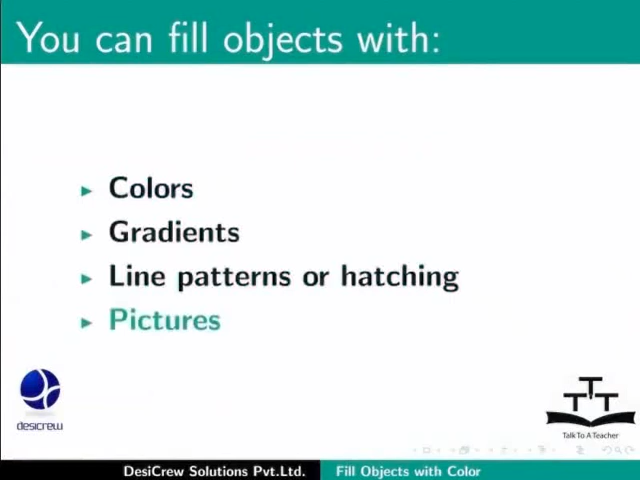 You can fill objects with:
Colors
Gradients
Line patterns or hatching
Pictures
desicrew
TTT
Talk To A Teacher
DesiCrew Solutions Pvt.Ltd.
Fill Objects with Color